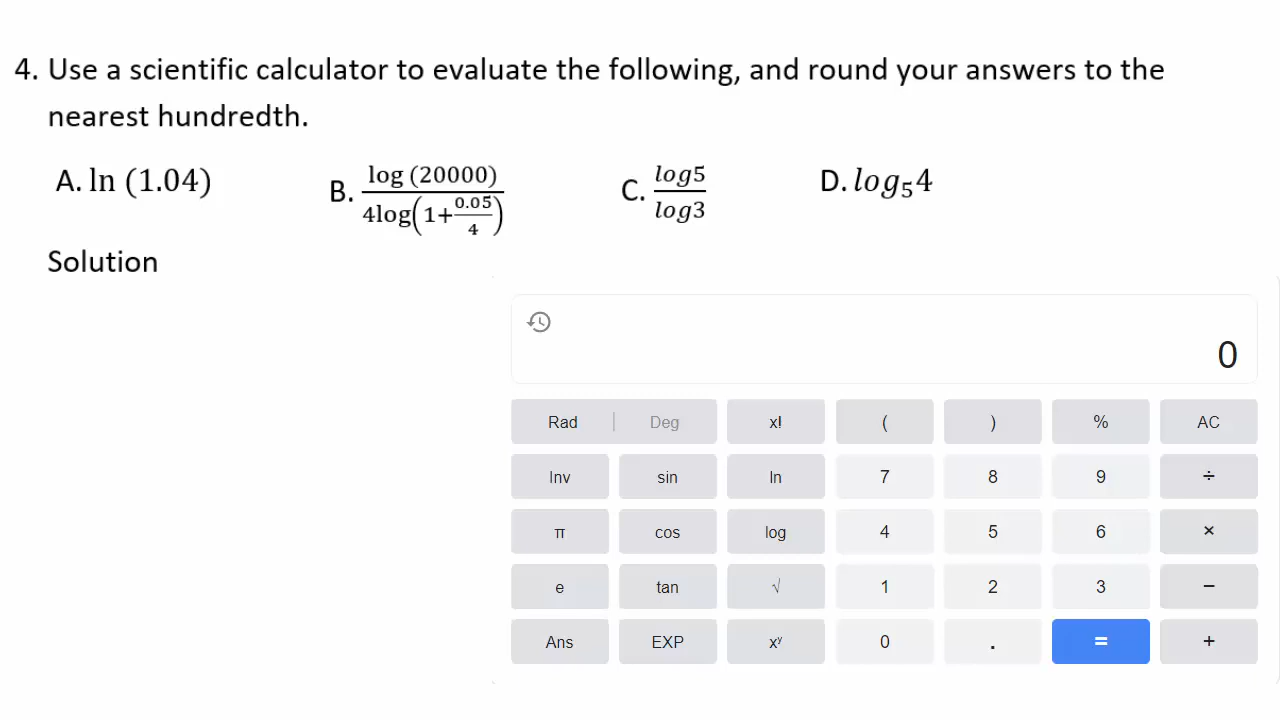 4. Use a scientific calculator to evaluate the following, and round your answers to the
nearest hundredth.
A. ln (1.04) B. log (20000) / 4log(1+0.05/4) C. log5 / log3 D. log₅4
Solution
0
Rad | Deg x! ( ) % AC
Inv sin ln 7 8 9 ÷
π cos log 4 5 6 ×
e tan √ 1 2 3 −
Ans EXP xʸ 0 . = +